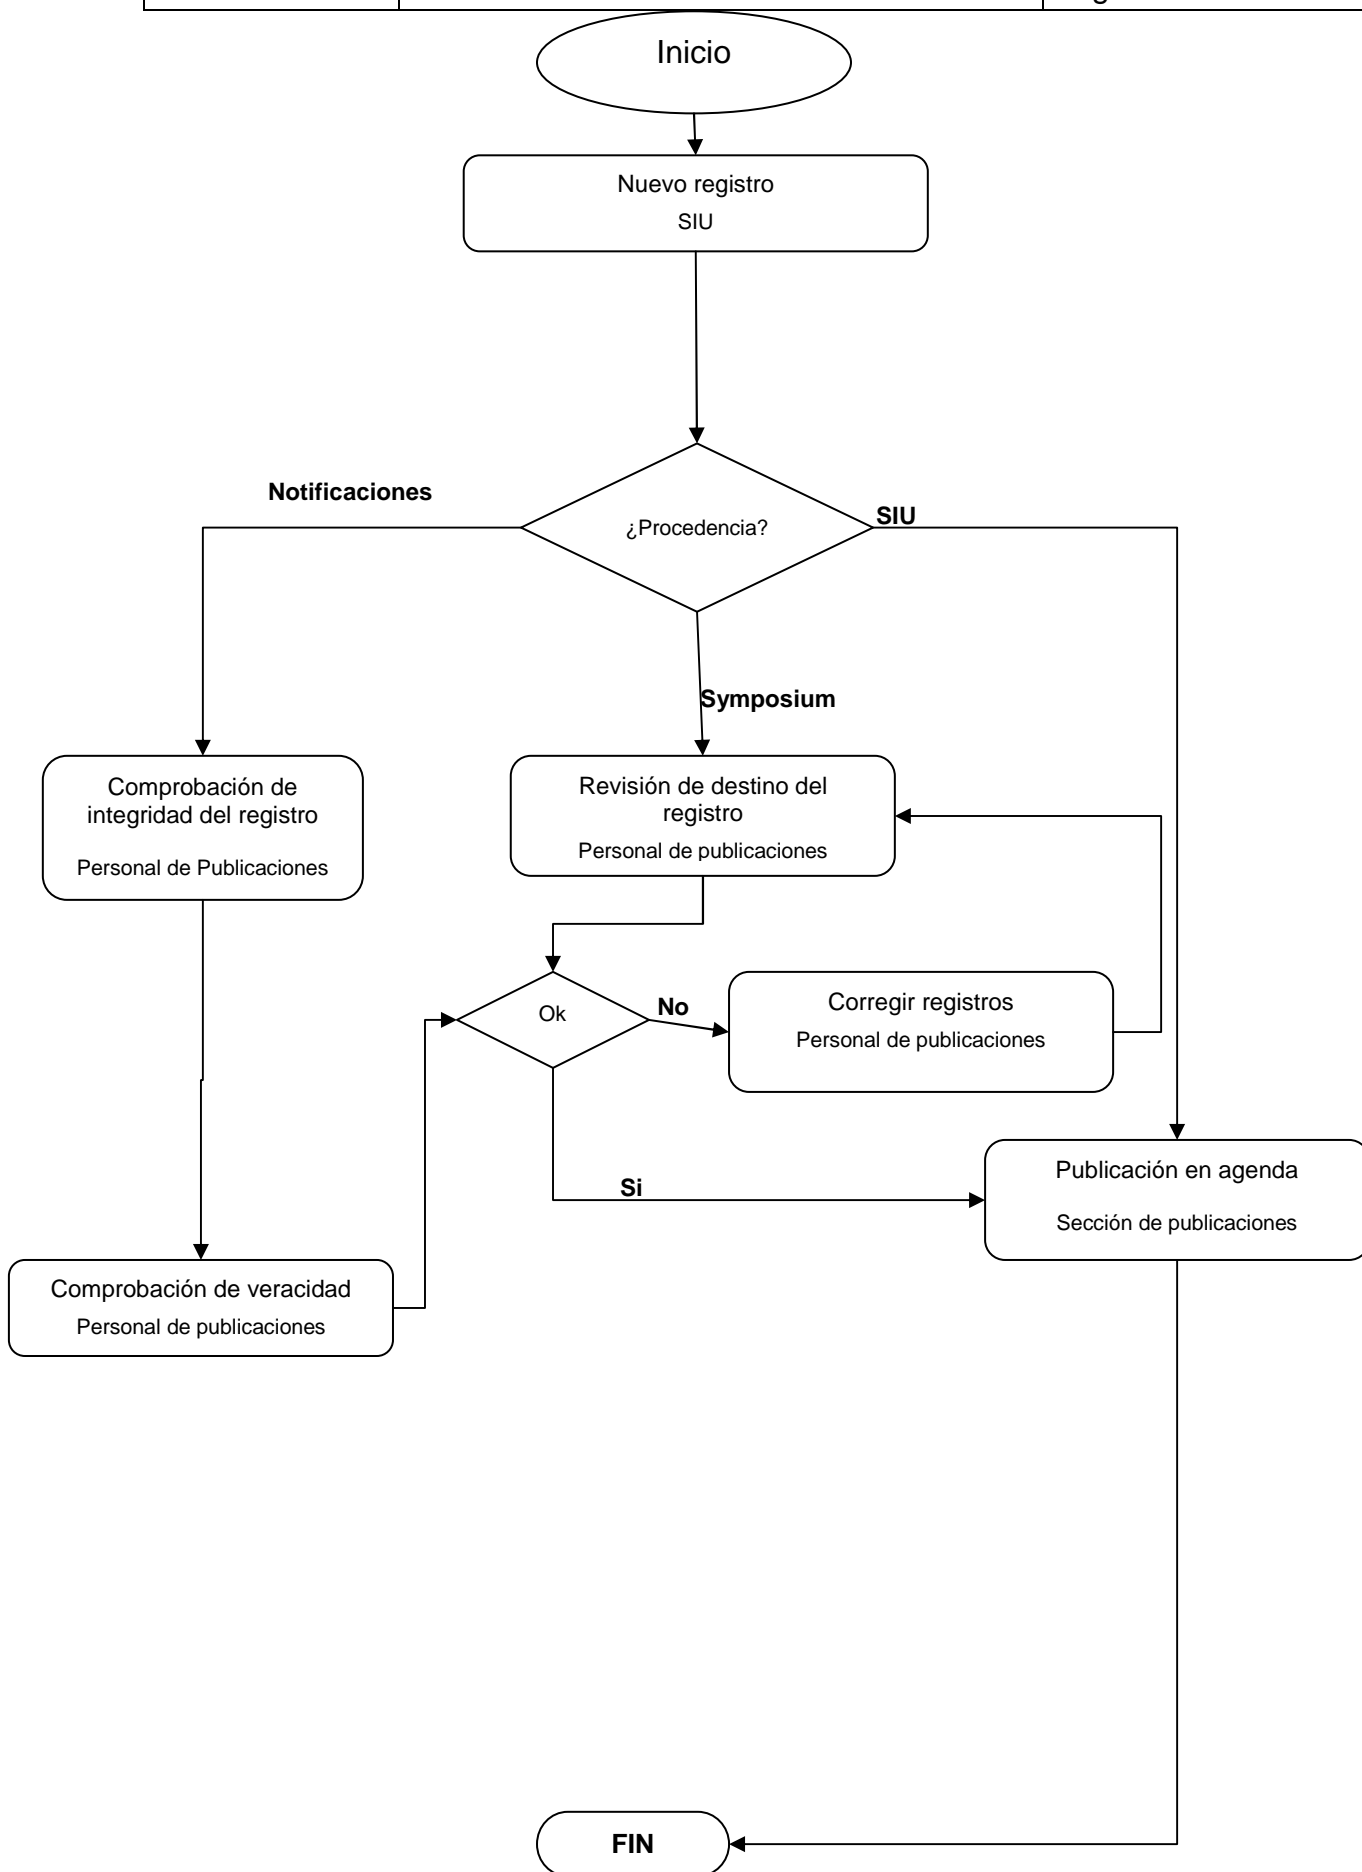 Inicio
Nuevo registro
SIU
Notificaciones
¿Procedencia?
SIU
Symposium
Comprobación de
integridad del registro
Personal de Publicaciones
Revisión de destino del
registro
Personal de publicaciones
Ok
No
Corregir registros
Personal de publicaciones
Si
Publicación en agenda
Sección de publicaciones
Comprobación de veracidad
Personal de publicaciones
FIN